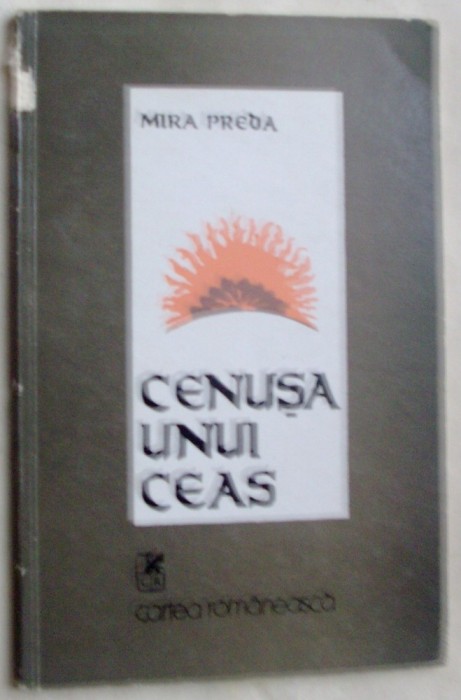 MIRA PREDA
CENUȘA
UNUI
CEAS
cartea românească